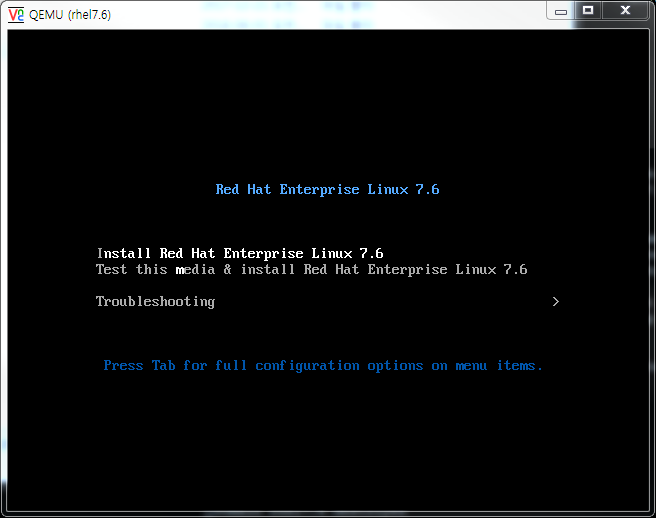 QEMU (rhel7.6)
Red Hat Enterprise Linux 7.6
Install Red Hat Enterprise Linux 7.6
Test this media & install Red Hat Enterprise Linux 7.6
Troubleshooting >
Press Tab for full configuration options on menu items.